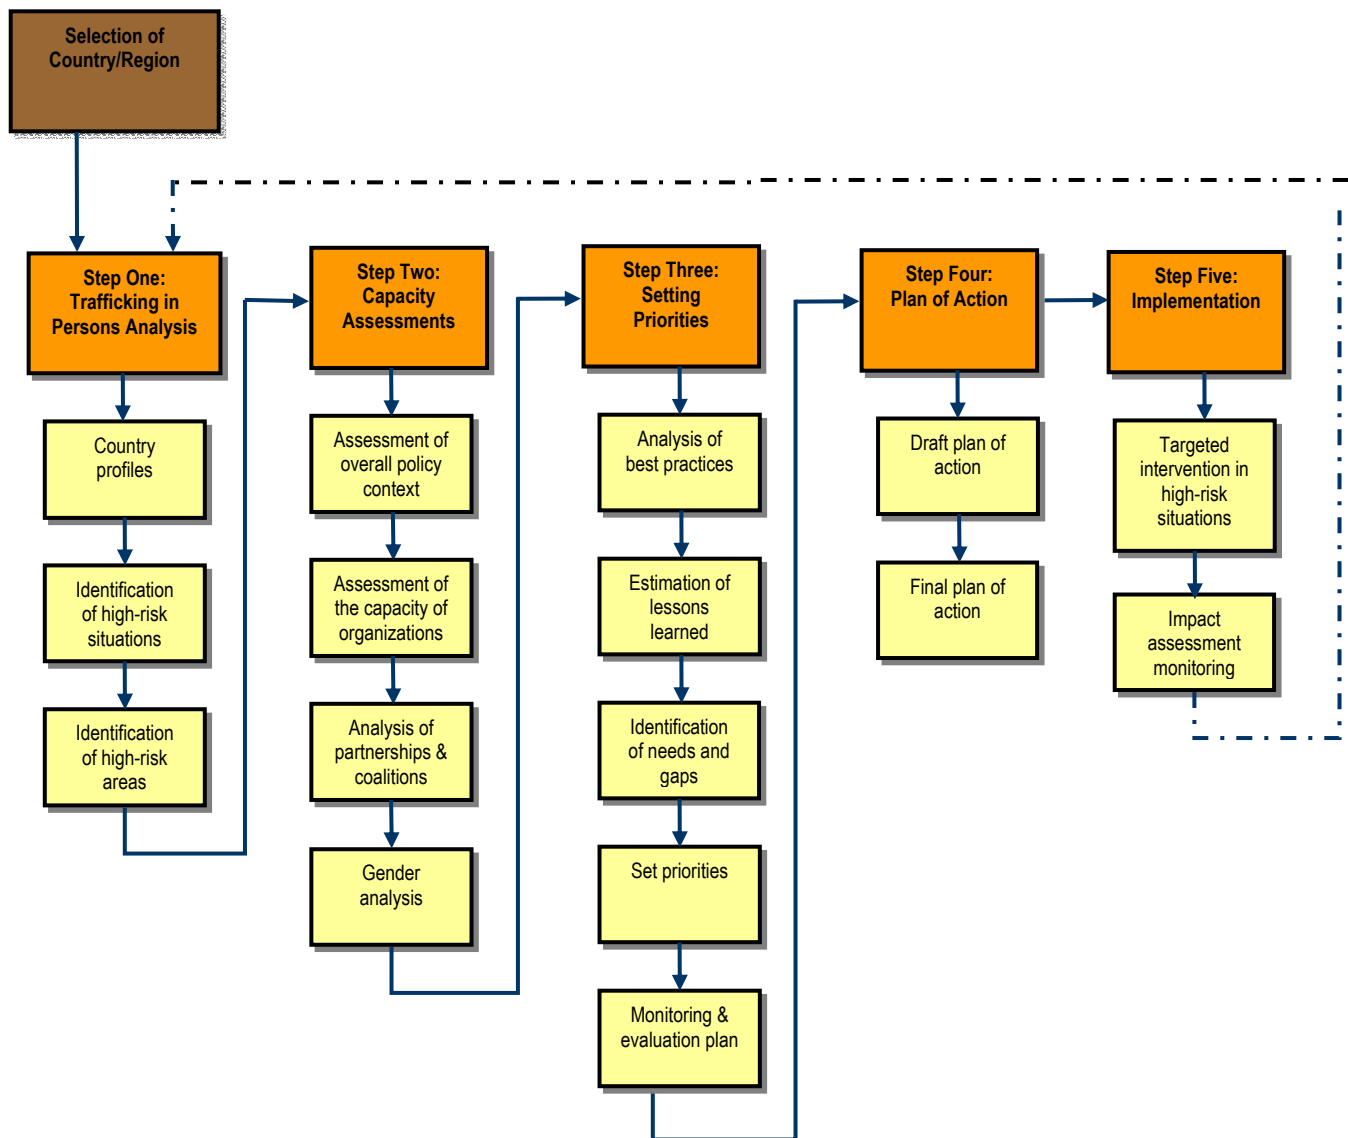 Selection of
Country/Region
Step One:
Trafficking in
Persons Analysis
Country
profiles
Identification
of high-risk
situations
Identification
of high-risk
areas
Step Two:
Capacity
Assessments
Assessment of
overall policy
context
Assessment of
the capacity of
organizations
Analysis of
partnerships &
coalitions
Gender
analysis
Step Three:
Setting
Priorities
Analysis of
best practices
Estimation of
lessons
learned
Identification
of needs and
gaps
Set priorities
Monitoring &
evaluation plan
Step Four:
Plan of Action
Draft plan of
action
Final plan of
action
Step Five:
Implementation
Targeted
intervention in
high-risk
situations
Impact
assessment
monitoring